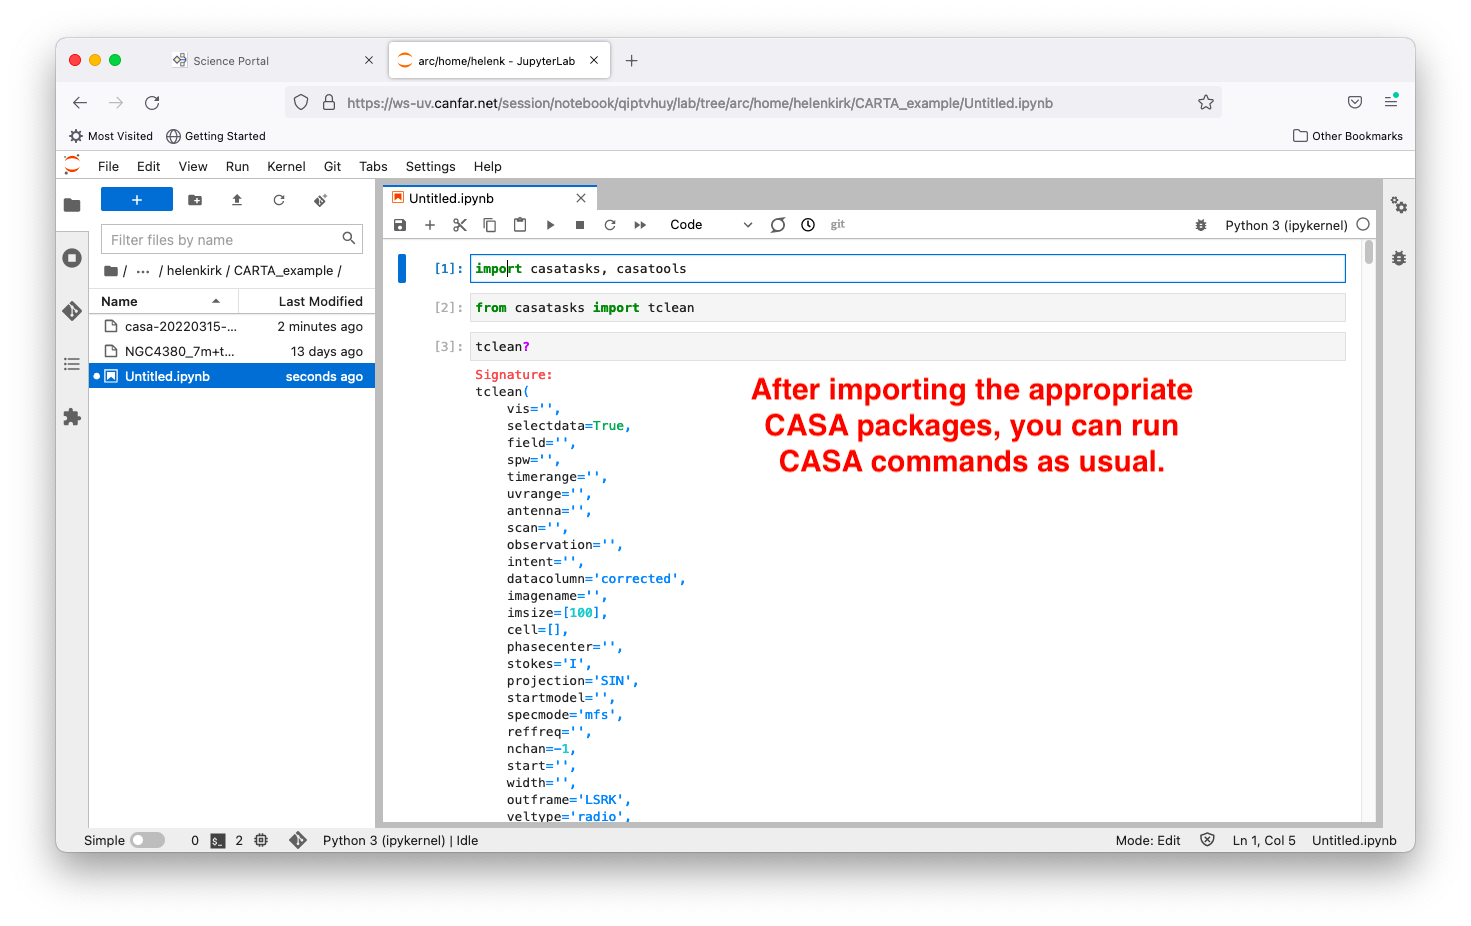 Science Portal
arc/home/helenk - JupyterLab
https://ws-uv.canfar.net/session/notebook/qiptvhuy/lab/tree/arc/home/helenkirk/CARTA_example/Untitled.ipynb
Most Visited
Getting Started
Other Bookmarks
File Edit View Run Kernel Git Tabs Settings Help
Filter files by name
/ ... / helenkirk / CARTA_example /
Name Last Modified
casa-20220315-... 2 minutes ago
NGC4380_7m+t... 13 days ago
Untitled.ipynb seconds ago
Untitled.ipynb
Code
git
Python 3 (ipykernel)
[1]: import casatasks, casatools
[2]: from casatasks import tclean
[3]: tclean?
Signature:
tclean(
vis='',
selectdata=True,
field='',
spw='',
timerange='',
uvrange='',
antenna='',
scan='',
observation='',
intent='',
datacolumn='corrected',
imagename='',
imsize=[100],
cell=[],
phasecenter='',
stokes='I',
projection='SIN',
startmodel='',
specmode='mfs',
reffreq='',
nchan=-1,
start='',
width='',
outframe='LSRK',
veltype='radio',
After importing the appropriate
CASA packages, you can run
CASA commands as usual.
Simple 0 $_ 2 Python 3 (ipykernel) | Idle
Mode: Edit Ln 1, Col 5 Untitled.ipynb